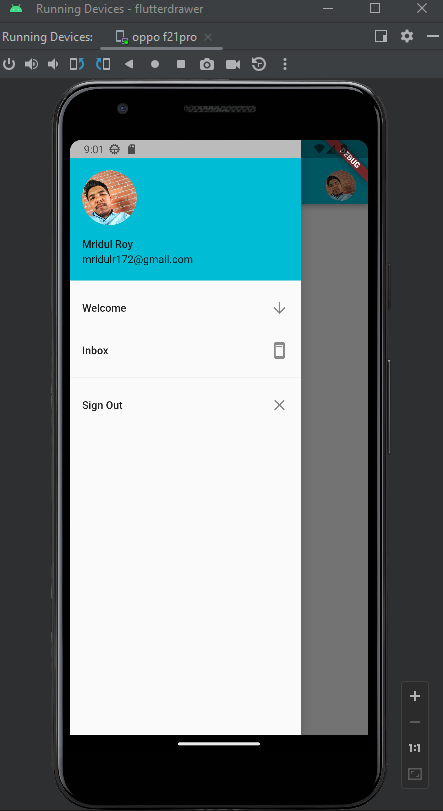 Running Devices - flutterdrawer
Running Devices:
oppo f21pro
9:01
DEBUG
Mridul Roy
mridulr172@gmail.com
Welcome
Inbox
Sign Out
1:1